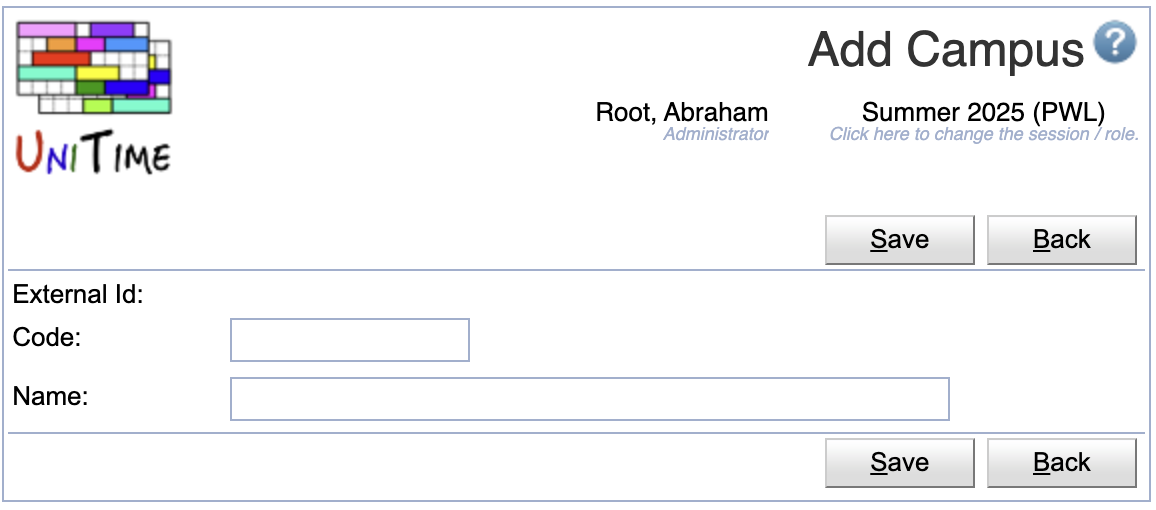 UNITIME
Add Campus ?
Root, Abraham
Administrator
Summer 2025 (PWL)
Click here to change the session / role.
Save Back
External Id:
Code:
Name:
Save Back